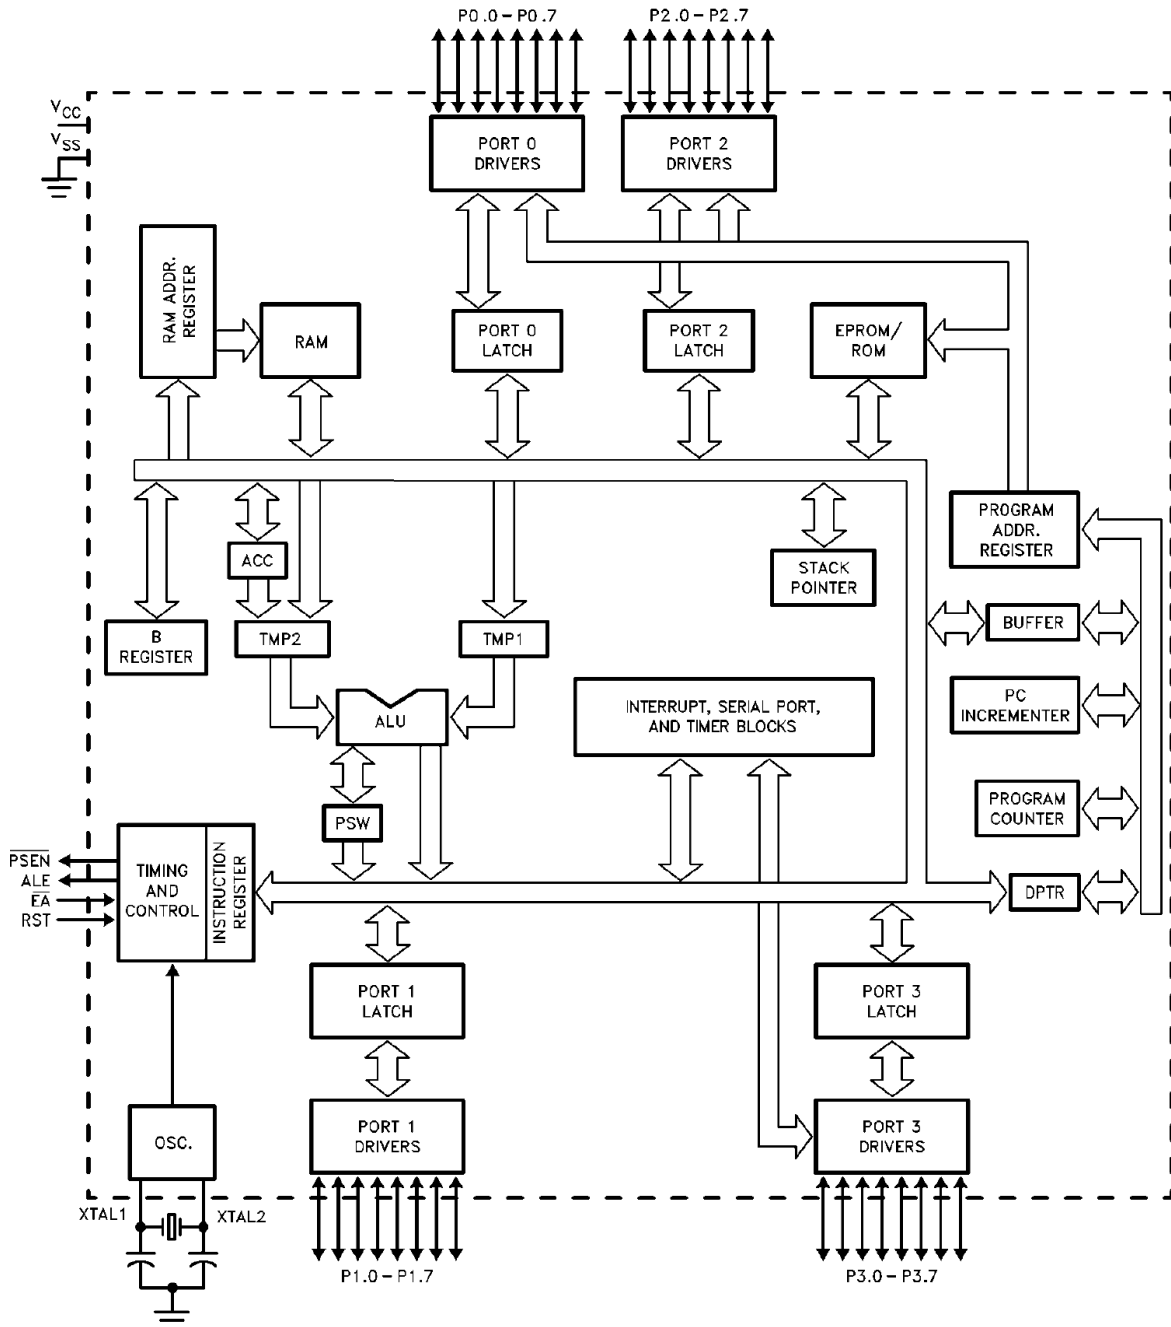 P0.0-P0.7
P2.0-P2.7
VCC
VSS
PORT 0
DRIVERS
PORT 2
DRIVERS
RAM ADDR.
REGISTER
RAM
PORT 0
LATCH
PORT 2
LATCH
EPROM/
ROM
PROGRAM
ADDR.
REGISTER
ACC
STACK
POINTER
B
REGISTER
TMP2
TMP1
BUFFER
ALU
INTERRUPT, SERIAL PORT,
AND TIMER BLOCKS
PC
INCREMENTER
PSW
PROGRAM
COUNTER
PSEN
ALE
EA
RST
TIMING
AND
CONTROL
INSTRUCTION
REGISTER
DPTR
PORT 1
LATCH
PORT 3
LATCH
OSC.
PORT 1
DRIVERS
PORT 3
DRIVERS
XTAL1
XTAL2
P1.0-P1.7
P3.0-P3.7